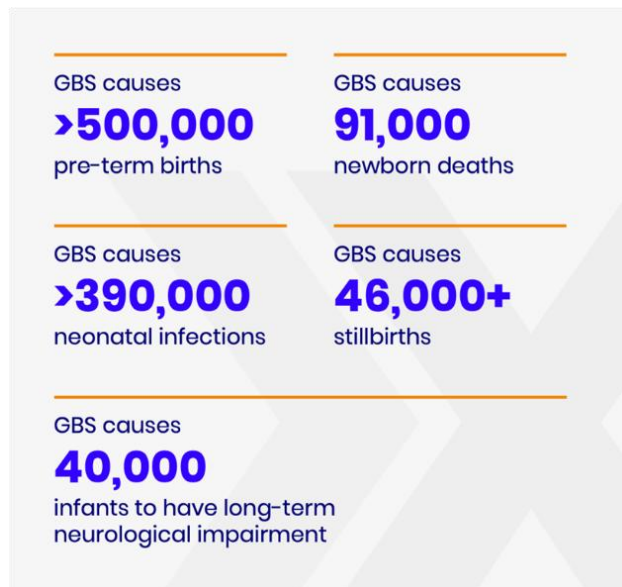 GBS causes
>500,000
pre-term births
GBS causes
91,000
newborn deaths
GBS causes
>390,000
neonatal infections
GBS causes
46,000+
stillbirths
GBS causes
40,000
infants to have long-term
neurological impairment